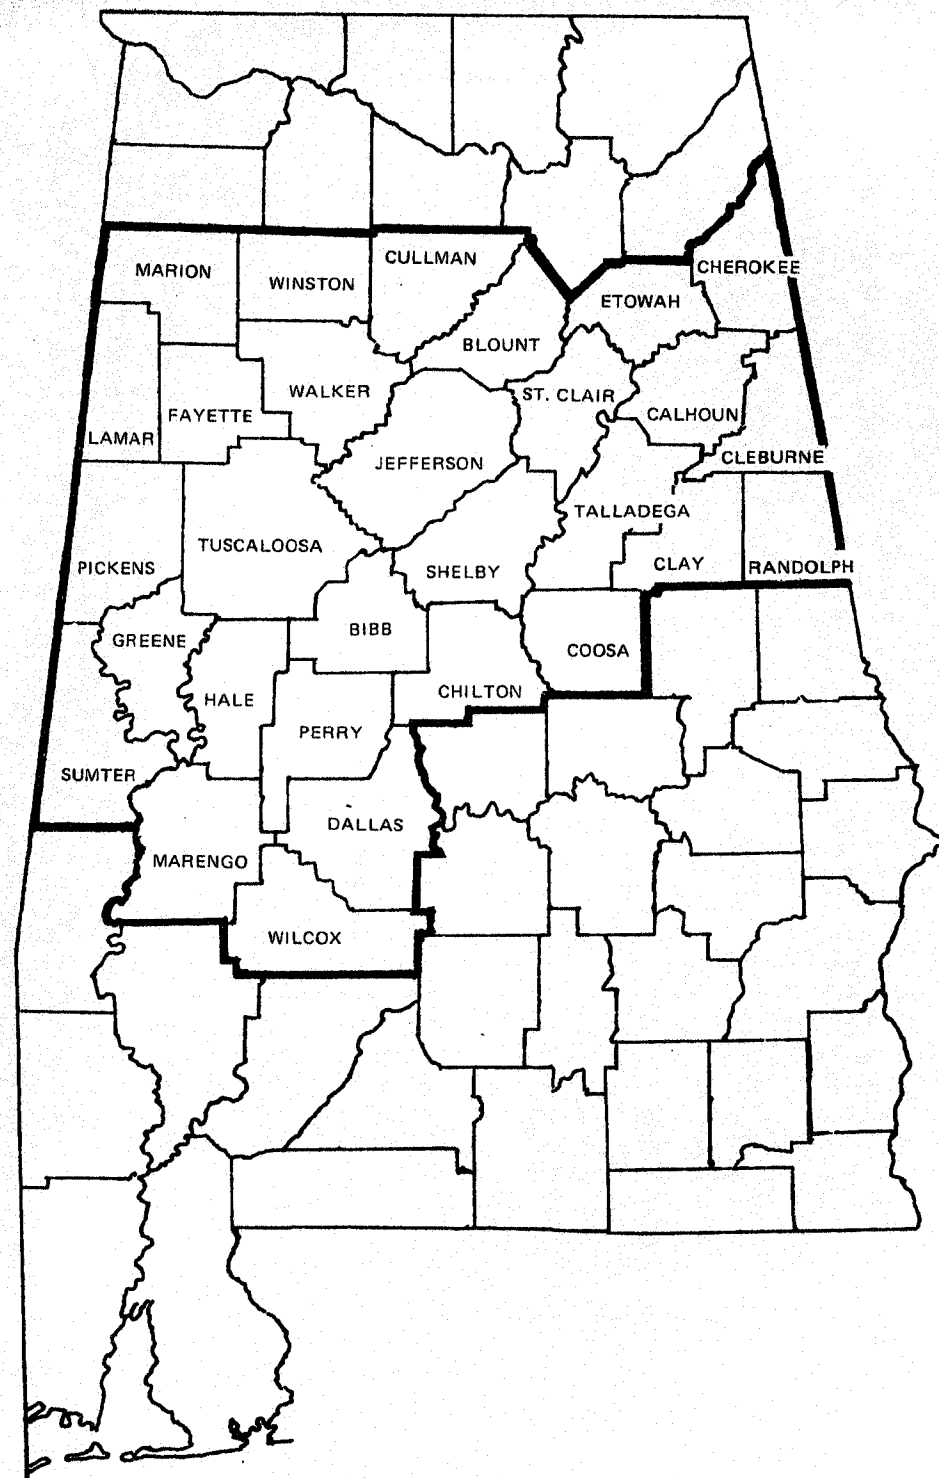 CULLMAN
CHEROKEE
MARION
WINSTON
ETOWAH
BLOUNT
WALKER
ST. CLAIR
FAYETTE
CALHOUN
LAMAR
JEFFERSON
CLEBURNE
TALLADEGA
TUSCALOOSA
PICKENS
SHELBY
CLAY
RANDOLPH
BIBB
GREENE
COOSA
HALE
CHILTON
PERRY
SUMTER
DALLAS
MARENGO
WILCOX